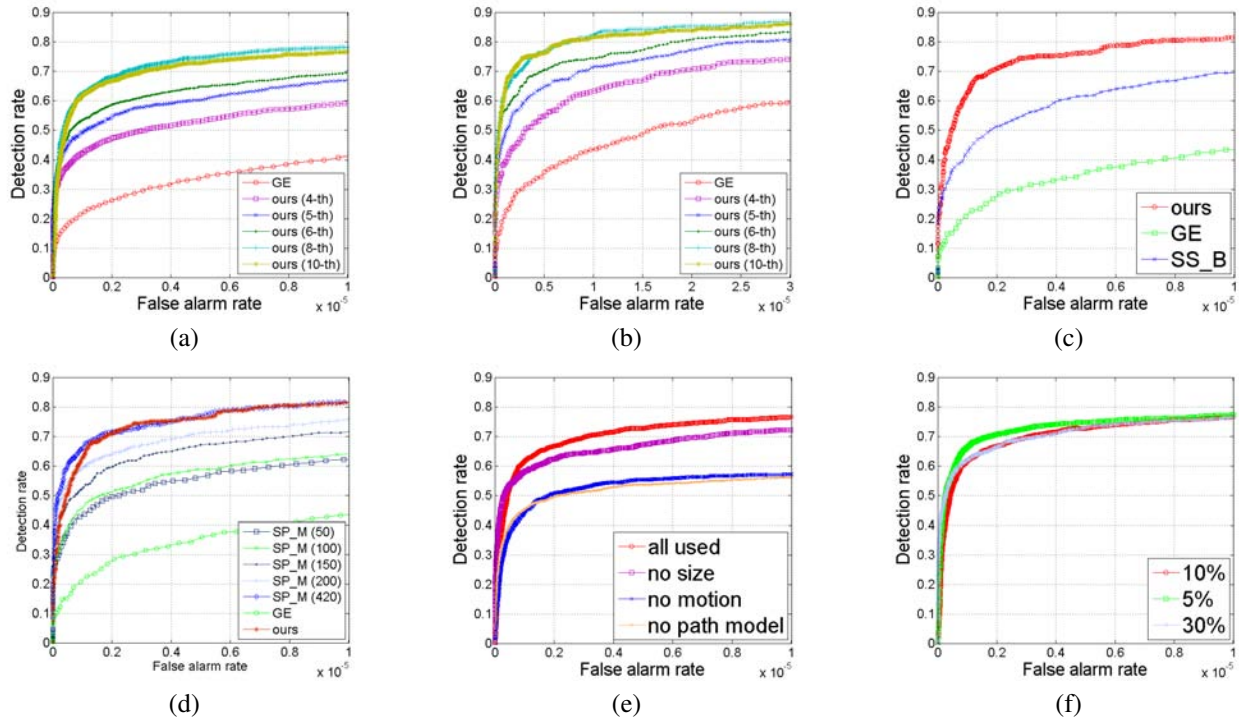 0.9
0.8
0.7
0.6
0.5
0.4
0.3
0.2
0.1
0
Detection rate
GE
ours (4-th)
ours (5-th)
ours (6-th)
ours (8-th)
ours (10-th)
0 0.2 0.4 0.6 0.8 1
False alarm rate
x 10⁻⁵
(a)
0.9
0.8
0.7
0.6
0.5
0.4
0.3
0.2
0.1
0
Detection rate
GE
ours (4-th)
ours (5-th)
ours (6-th)
ours (8-th)
ours (10-th)
0 0.5 1 1.5 2 2.5 3
False alarm rate
x 10⁻⁵
(b)
0.9
0.8
0.7
0.6
0.5
0.4
0.3
0.2
0.1
0
Detection rate
ours
GE
SS_B
0 0.2 0.4 0.6 0.8 1
False alarm rate
x 10⁻⁵
(c)
0.9
0.8
0.7
0.6
0.5
0.4
0.3
0.2
0.1
0
Detection rate
SP_M (50)
SP_M (100)
SP_M (150)
SP_M (200)
SP_M (420)
GE
ours
0 0.2 0.4 0.6 0.8 1
False alarm rate
x 10⁻⁵
(d)
0.9
0.8
0.7
0.6
0.5
0.4
0.3
0.2
0.1
0
Detection rate
all used
no size
no motion
no path model
0 0.2 0.4 0.6 0.8 1
False alarm rate
x 10⁻⁵
(e)
0.9
0.8
0.7
0.6
0.5
0.4
0.3
0.2
0.1
0
Detection rate
10%
5%
30%
0 0.2 0.4 0.6 0.8 1
False alarm rate
x 10⁻⁵
(f)